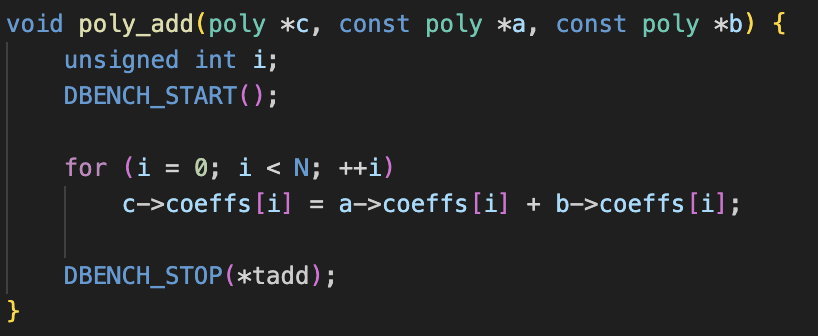 void poly_add(poly *c, const poly *a, const poly *b) {
    unsigned int i;
    DBENCH_START();

    for (i = 0; i < N; ++i)
        c->coeffs[i] = a->coeffs[i] + b->coeffs[i];

    DBENCH_STOP(*tadd);
}